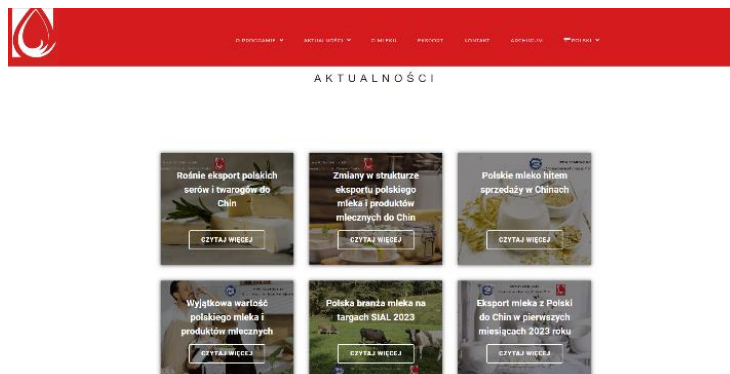 O PROGRAMIE AKTUALNOŚCI O MLEKU EKSPORT KONTAKT ARCHIWUM POLSKI
AKTUALNOŚCI
Rośnie eksport polskich
serów i twarogów do
Chin
CZYTAJ WIĘCEJ
Zmiany w strukturze
eksportu polskiego
mleka i produktów
mlecznych do Chin
CZYTAJ WIĘCEJ
Polskie mleko hitem
sprzedaży w Chinach
CZYTAJ WIĘCEJ
Wyjątkowa wartość
polskiego mleka i
produktów mlecznych
CZYTAJ WIĘCEJ
Polska branża mleka na
targach SIAL 2023
CZYTAJ WIĘCEJ
Eksport mleka z Polski
do Chin w pierwszych
miesiącach 2023 roku
CZYTAJ WIĘCEJ